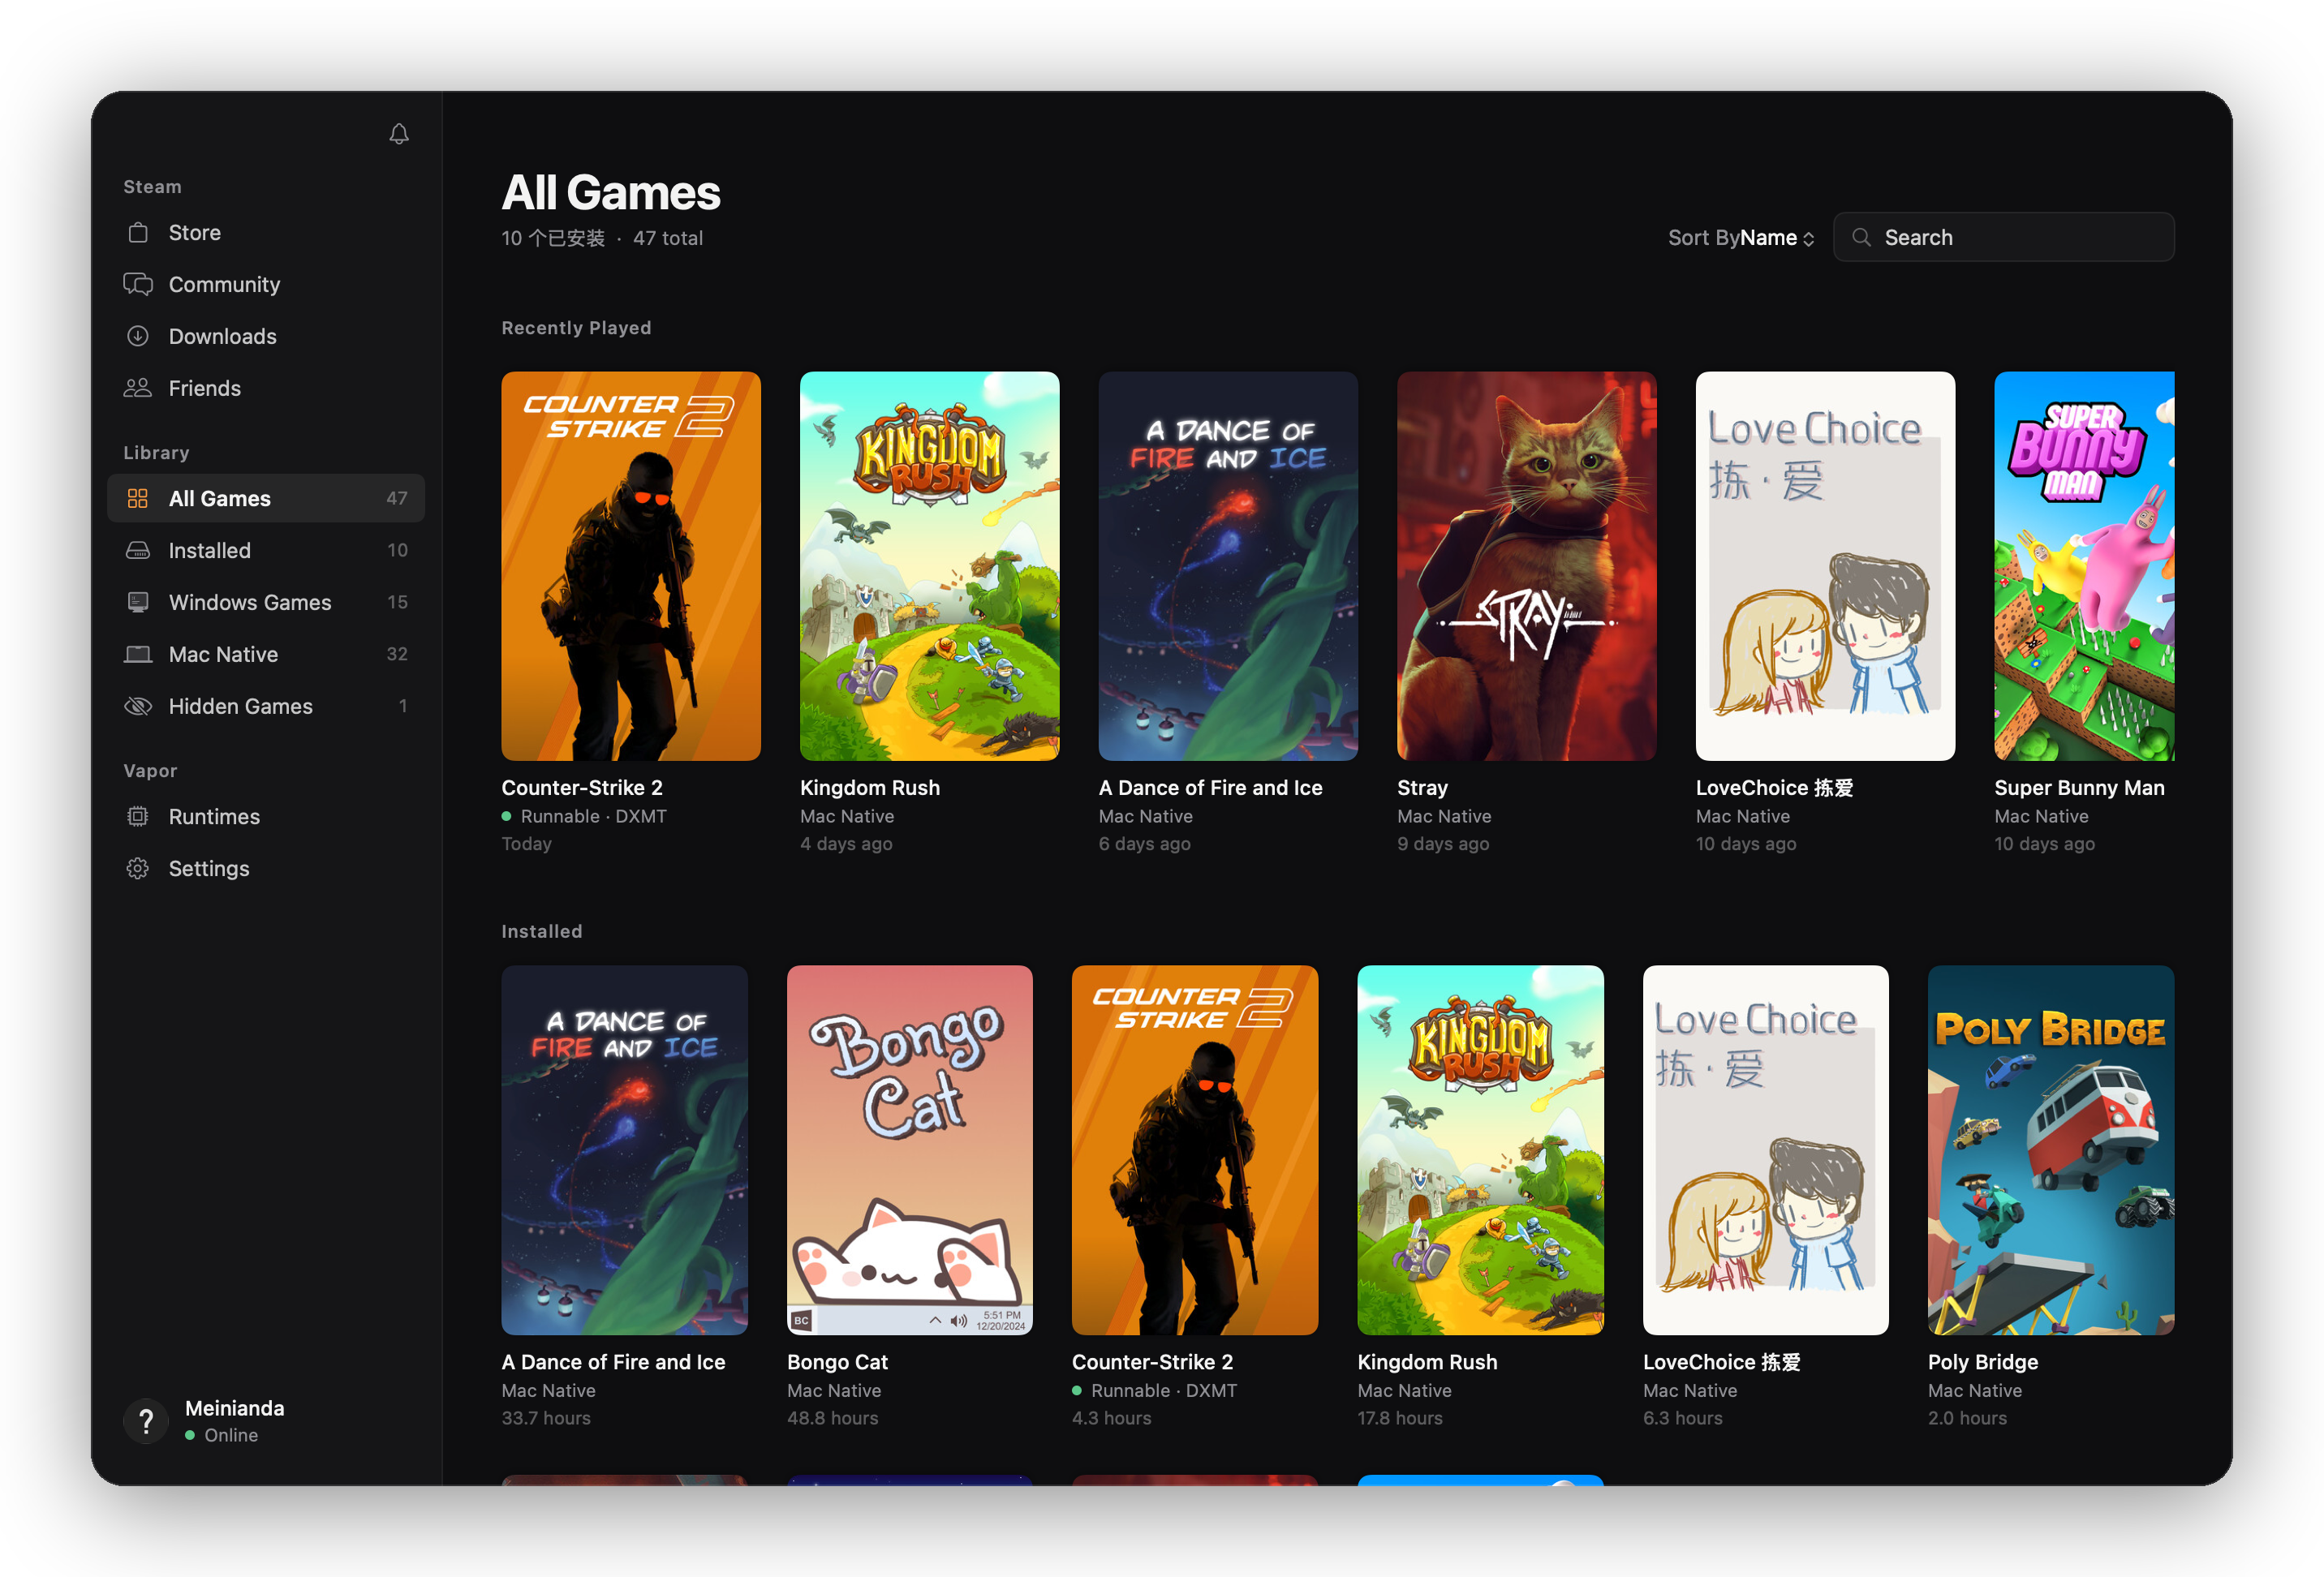 Steam
Store
Community
Downloads
Friends
Library
All Games 47
Installed 10
Windows Games 15
Mac Native 32
Hidden Games 1
Vapor
Runtimes
Settings
?
Meinianda
Online
All Games
10 个已安装 · 47 total
Sort By Name
Search
Recently Played
COUNTER
STRIKE 2
Counter-Strike 2
Runnable · DXMT
Today
KINGDOM
RUSH
Kingdom Rush
Mac Native
4 days ago
A DANCE OF
FIRE AND ICE
A Dance of Fire and Ice
Mac Native
6 days ago
STRAY
Stray
Mac Native
9 days ago
Love Choice
拣·爱
LoveChoice 拣爱
Mac Native
10 days ago
SUPER
BUNNY
MAN
Super Bunny Man
Mac Native
10 days ago
Installed
A DANCE OF
FIRE AND ICE
A Dance of Fire and Ice
Mac Native
33.7 hours
Bongo
Cat
BC
5:51 PM
12/20/2024
Bongo Cat
Mac Native
48.8 hours
COUNTER
STRIKE 2
Counter-Strike 2
Runnable · DXMT
4.3 hours
KINGDOM
RUSH
Kingdom Rush
Mac Native
17.8 hours
Love Choice
拣·爱
LoveChoice 拣爱
Mac Native
6.3 hours
POLY BRIDGE
Poly Bridge
Mac Native
2.0 hours